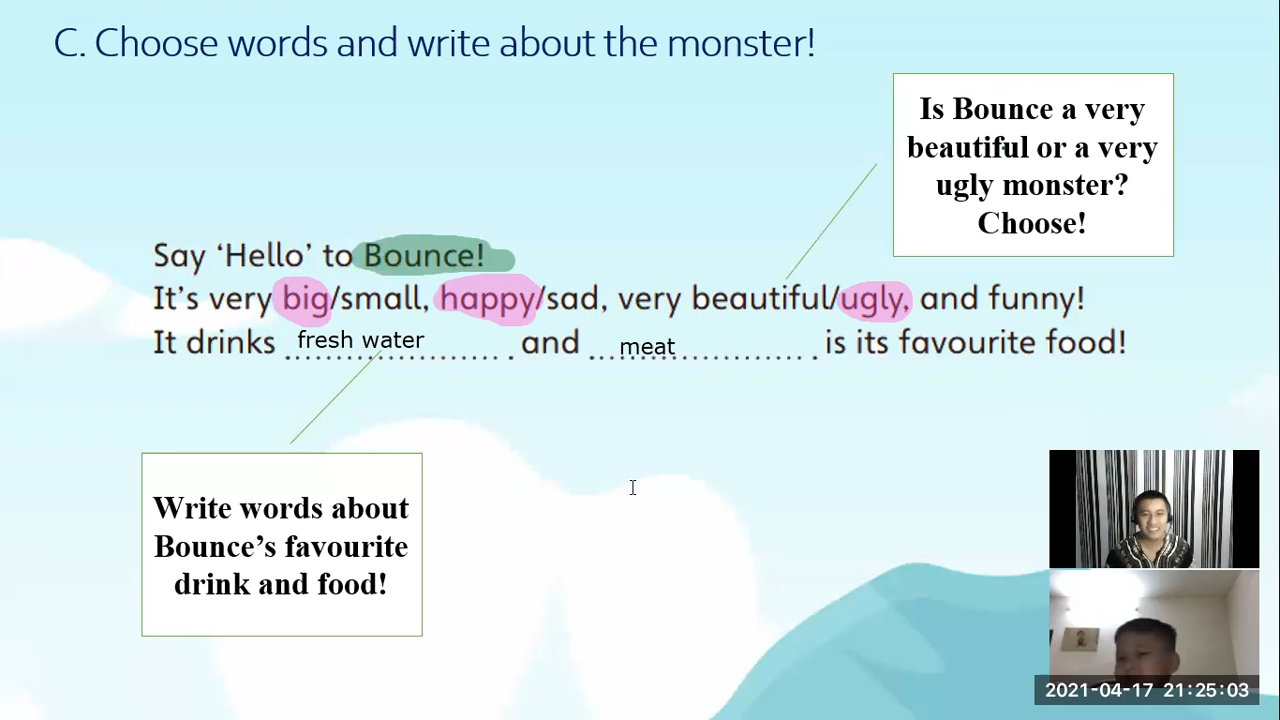 C. Choose words and write about the monster!
Is Bounce a very
beautiful or a very
ugly monster?
Choose!
Say ‘Hello’ to Bounce!
It’s very big/small, happy/sad, very beautiful/ugly, and funny!
It drinks fresh water and meat is its favourite food!
Write words about
Bounce’s favourite
drink and food!
2021-04-17 21:25:03